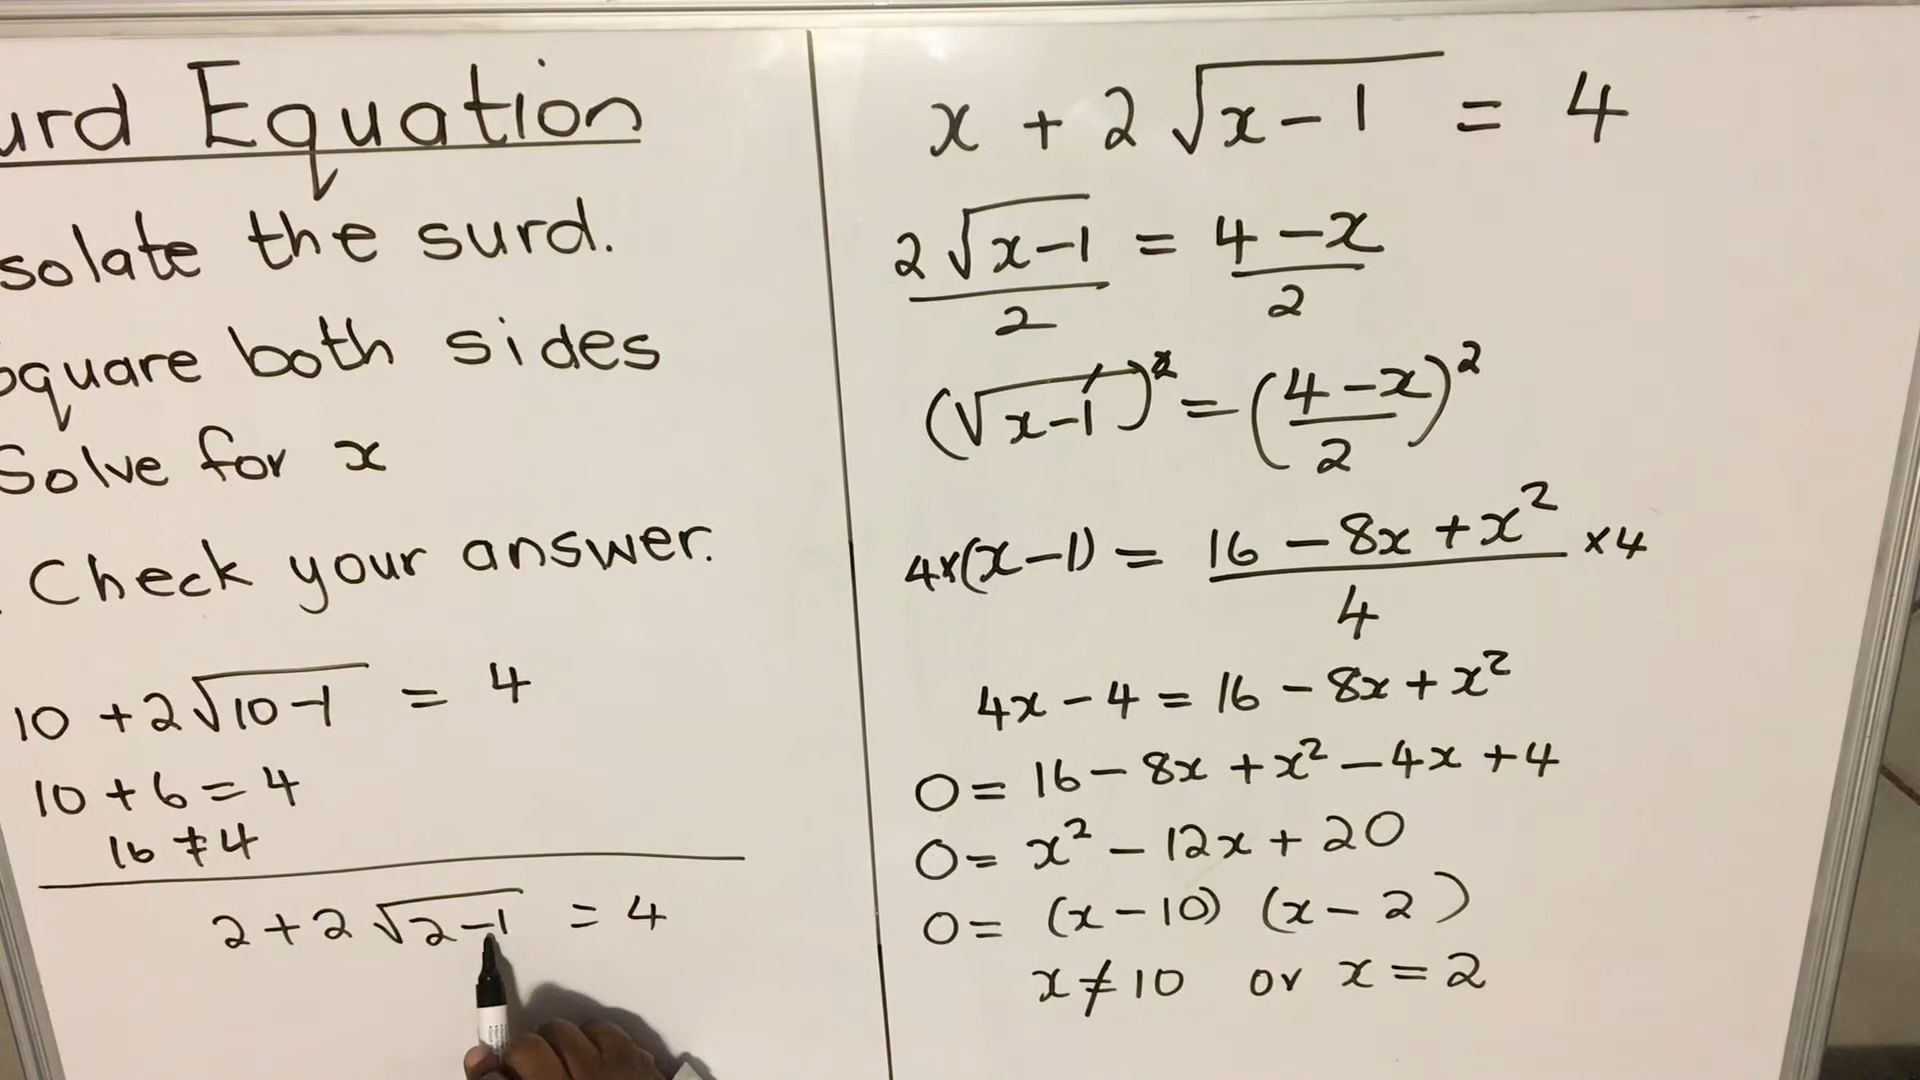 urd Equation
solate the surd.
quare both sides
Solve for x
Check your answer.
10 + 2√(10-1) = 4
10 + 6 = 4
16 ≠ 4
2 + 2√(2-1) = 4
x + 2√(x-1) = 4
2√(x-1)/2 = (4-x)/2
(√(x-1))² = ((4-x)/2)²
4×(x-1) = (16 - 8x + x²)/4 ×4
4x - 4 = 16 - 8x + x²
0 = 16 - 8x + x² - 4x + 4
0 = x² - 12x + 20
0 = (x - 10) (x - 2)
x ≠ 10 or x = 2